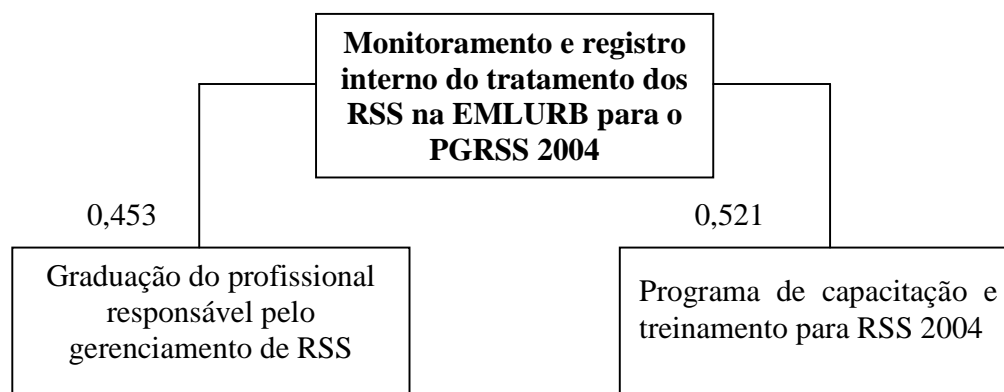 Monitoramento e registro
interno do tratamento dos
RSS na EMLURB para o
PGRSS 2004
0,453
0,521
Graduação do profissional
responsável pelo
gerenciamento de RSS
Programa de capacitação e
treinamento para RSS 2004